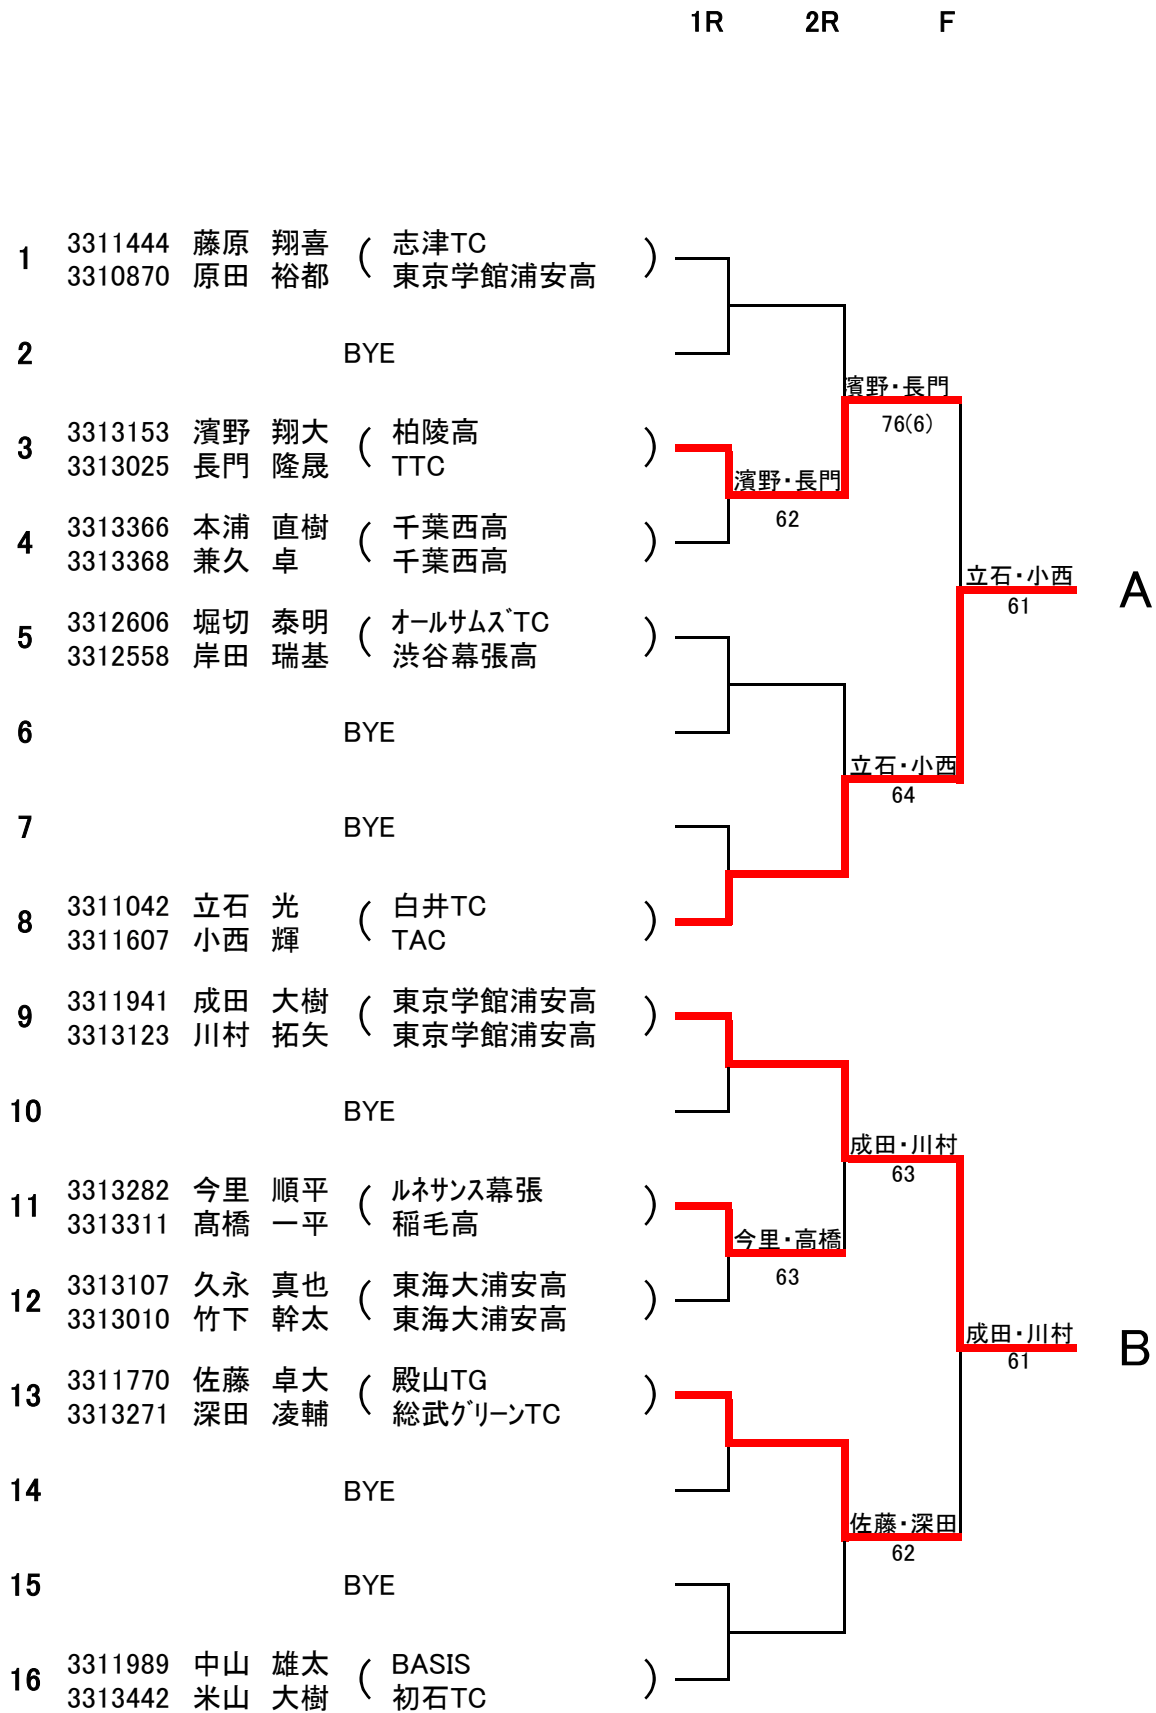 1R 2R F
1 3311444 藤原 翔喜 ( 志津TC )
3310870 原田 裕都 東京学館浦安高
2 BYE
濱野・長門
76(6)
3 3313153 濱野 翔大 ( 柏陵高 )
3313025 長門 隆晟 TTC
濱野・長門
62
4 3313366 本浦 直樹 ( 千葉西高 )
3313368 兼久 卓 千葉西高
立石・小西
61
A
5 3312606 堀切 泰明 ( オールサムズTC )
3312558 岸田 瑞基 渋谷幕張高
6 BYE
立石・小西
64
7 BYE
8 3311042 立石 光 ( 白井TC )
3311607 小西 輝 TAC
9 3311941 成田 大樹 ( 東京学館浦安高 )
3313123 川村 拓矢 東京学館浦安高
10 BYE
成田・川村
63
11 3313282 今里 順平 ( ルネサンス幕張 )
3313311 髙橋 一平 稲毛高
今里・高橋
63
12 3313107 久永 真也 ( 東海大浦安高 )
3313010 竹下 幹太 東海大浦安高
成田・川村
61
B
13 3311770 佐藤 卓大 ( 殿山TG )
3313271 深田 凌輔 総武グリーンTC
14 BYE
佐藤・深田
62
15 BYE
16 3311989 中山 雄太 ( BASIS )
3313442 米山 大樹 初石TC